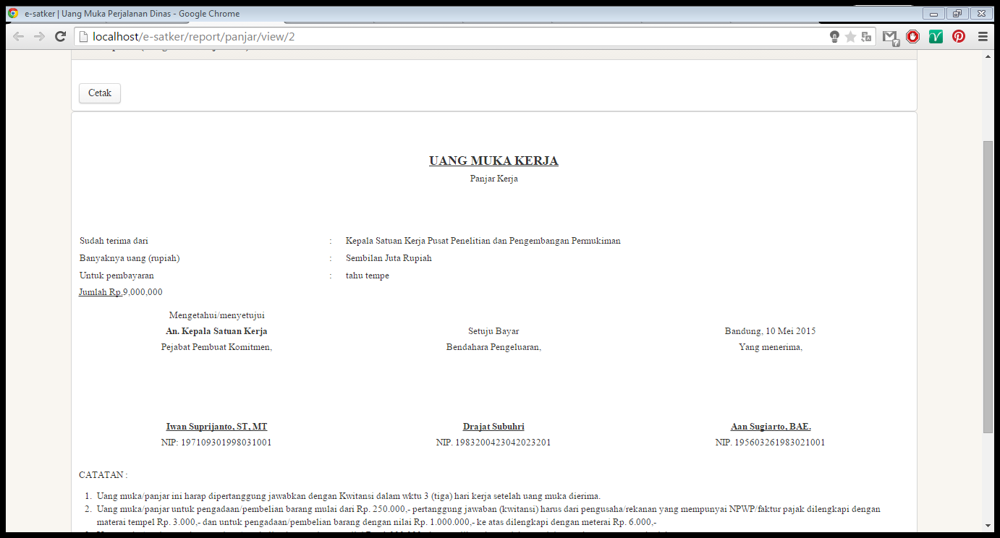 e-satker | Uang Muka Perjalanan Dinas - Google Chrome
localhost/e-satker/report/panjar/view/2
Cetak
UANG MUKA KERJA
Panjar Kerja
Sudah terima dari : Kepala Satuan Kerja Pusat Penelitian dan Pengembangan Permukiman
Banyaknya uang (rupiah) : Sembilan Juta Rupiah
Untuk pembayaran : tahu tempe
Jumlah Rp.9,000,000
Mengetahui/menyetujui
An. Kepala Satuan Kerja Setuju Bayar Bandung, 10 Mei 2015
Pejabat Pembuat Komitmen, Bendahara Pengeluaran, Yang menerima,
Iwan Suprijanto, ST, MT Drajat Subuhri Aan Sugiarto, BAE.
NIP: 197109301998031001 NIP. 1983200423042023201 NIP. 195603261983021001
CATATAN :
1. Uang muka/panjar ini harap dipertanggung jawabkan dengan Kwitansi dalam wktu 3 (tiga) hari kerja setelah uang muka dierima.
2. Uang muka/panjar untuk pengadaan/pembelian barang mulai dari Rp. 250.000,- pertanggung jawaban (kwitansi) harus dari pengusaha/rekanan yang mempunyai NPWP/faktur pajak dilengkapi dengan
materai tempel Rp. 3.000,- dan untuk pengadaan/pembelian barang dengan nilai Rp. 1.000.000,- ke atas dilengkapi dengan meterai Rp. 6.000,-